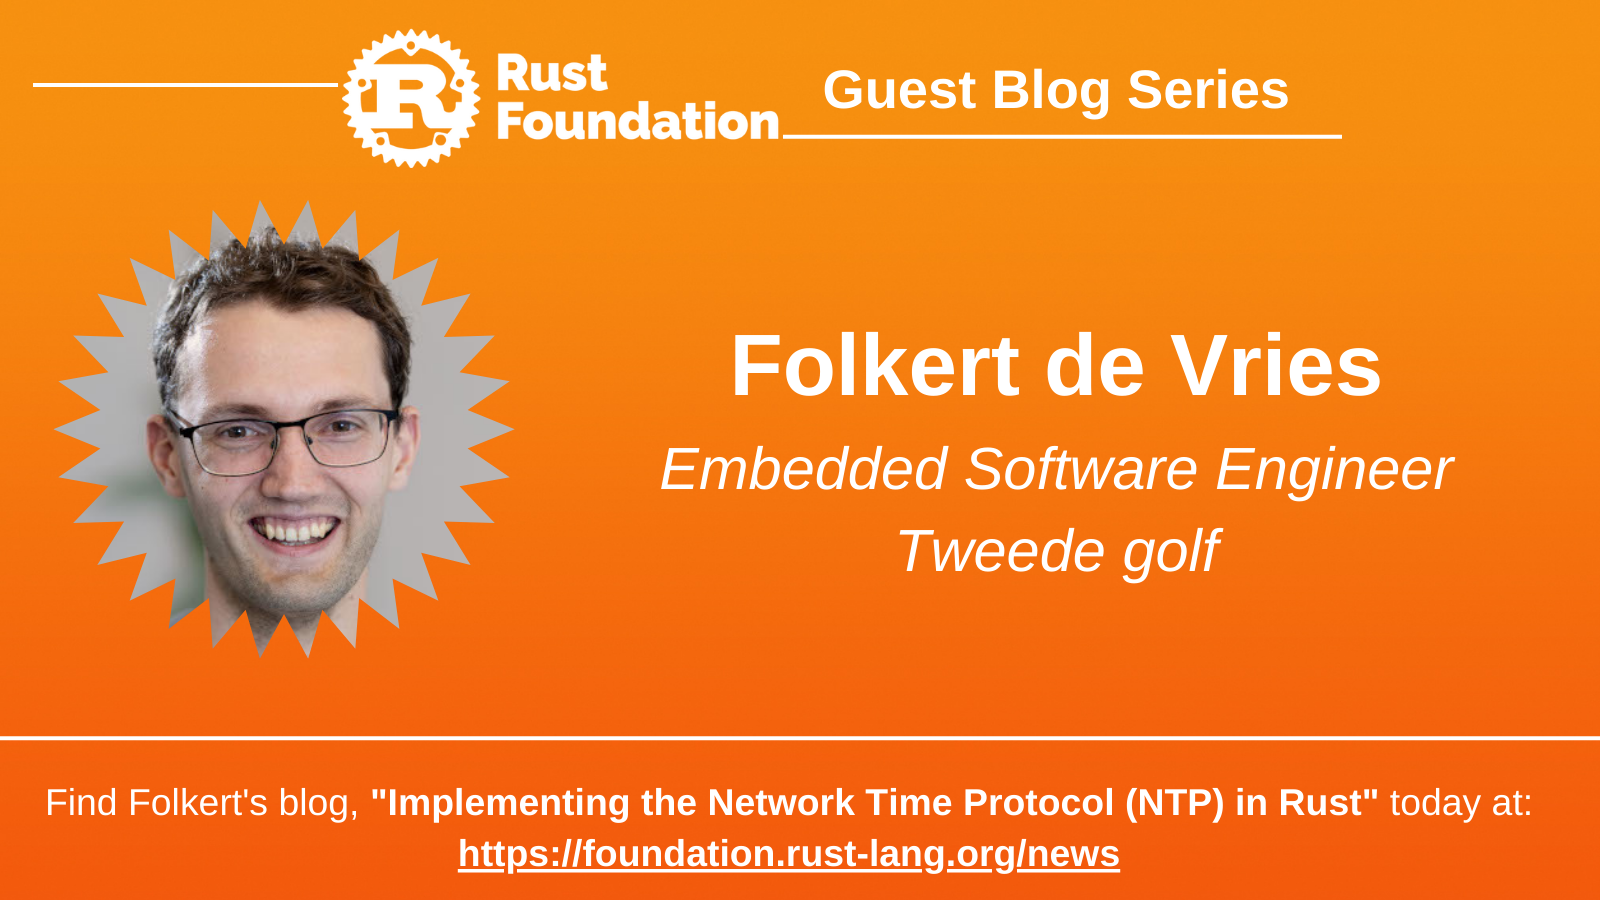 Rust
Foundation
Guest Blog Series
Folkert de Vries
Embedded Software Engineer
Tweede golf
Find Folkert's blog, "Implementing the Network Time Protocol (NTP) in Rust" today at:
https://foundation.rust-lang.org/news